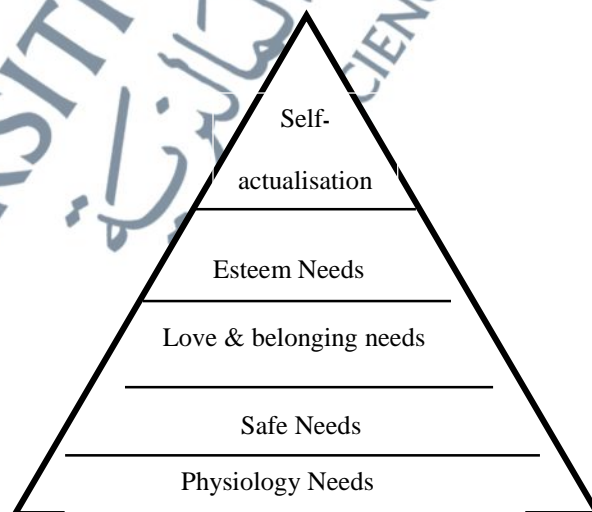 Self-
actualisation
Esteem Needs
Love & belonging needs
Safe Needs
Physiology Needs